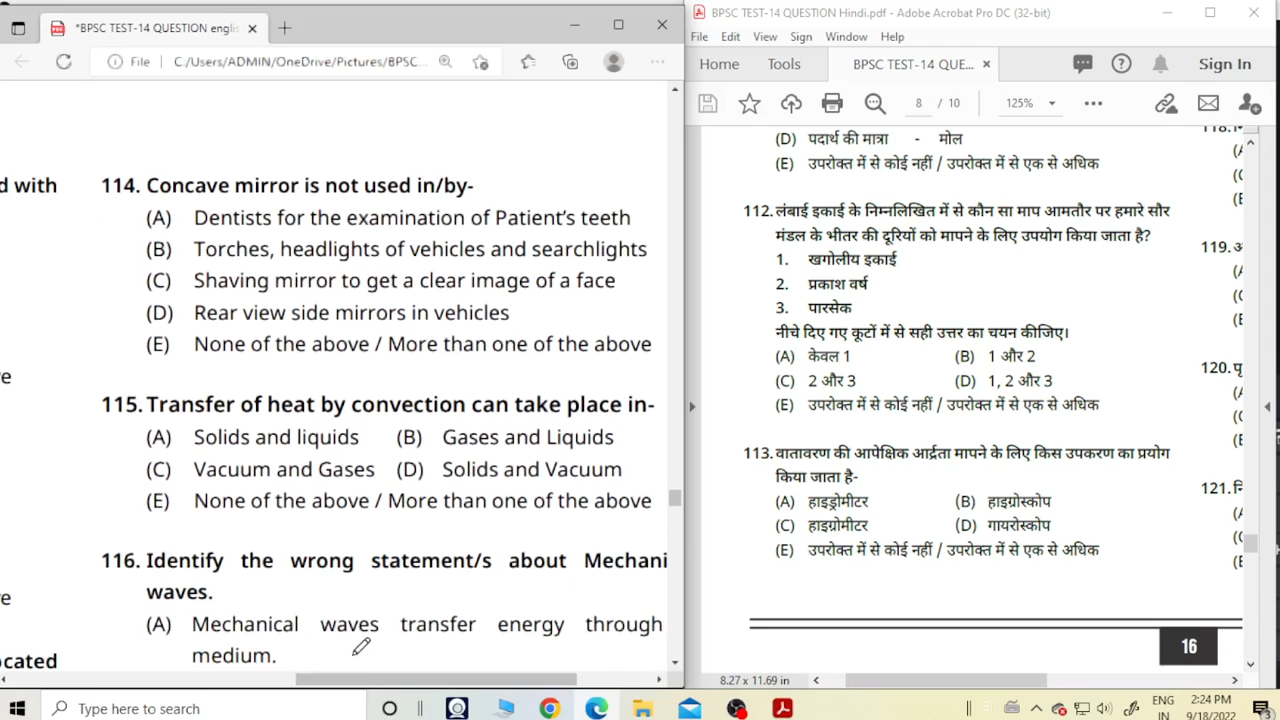 *BPSC TEST-14 QUESTION engli
File
C:/Users/ADMIN/OneDrive/Pictures/BPSC...
ed with
114. Concave mirror is not used in/by-
(A) Dentists for the examination of Patient's teeth
(B) Torches, headlights of vehicles and searchlights
(C) Shaving mirror to get a clear image of a face
(D) Rear view side mirrors in vehicles
(E) None of the above / More than one of the above
re
115. Transfer of heat by convection can take place in-
(A) Solids and liquids (B) Gases and Liquids
(C) Vacuum and Gases (D) Solids and Vacuum
(E) None of the above / More than one of the above
116. Identify the wrong statement/s about Mechani
waves.
re
(A) Mechanical waves transfer energy through
medium.
ocated
BPSC TEST-14 QUESTION Hindi.pdf - Adobe Acrobat Pro DC (32-bit)
File Edit View Sign Window Help
Home Tools BPSC TEST-14 QUE... Sign In
8 / 10 125%
(D) पदार्थ की मात्रा - मोल
(E) उपरोक्त में से कोई नहीं / उपरोक्त में से एक से अधिक
112. लंबाई इकाई के निम्नलिखित में से कौन सा माप आमतौर पर हमारे सौर
मंडल के भीतर की दूरियों को मापने के लिए उपयोग किया जाता है?
1. खगोलीय इकाई
2. प्रकाश वर्ष
3. पारसेक
नीचे दिए गए कूटों में से सही उत्तर का चयन कीजिए।
(A) केवल 1 (B) 1 और 2
(C) 2 और 3 (D) 1, 2 और 3
(E) उपरोक्त में से कोई नहीं / उपरोक्त में से एक से अधिक
113. वातावरण की आपेक्षिक आर्द्रता मापने के लिए किस उपकरण का प्रयोग
किया जाता है-
(A) हाइड्रोमीटर (B) हाइग्रोस्कोप
(C) हाइग्रोमीटर (D) गायरोस्कोप
(E) उपरोक्त में से कोई नहीं / उपरोक्त में से एक से अधिक
16
119.
120.
121.
8.27 x 11.69 in
Type here to search
ENG
IN
2:24 PM
9/18/2022